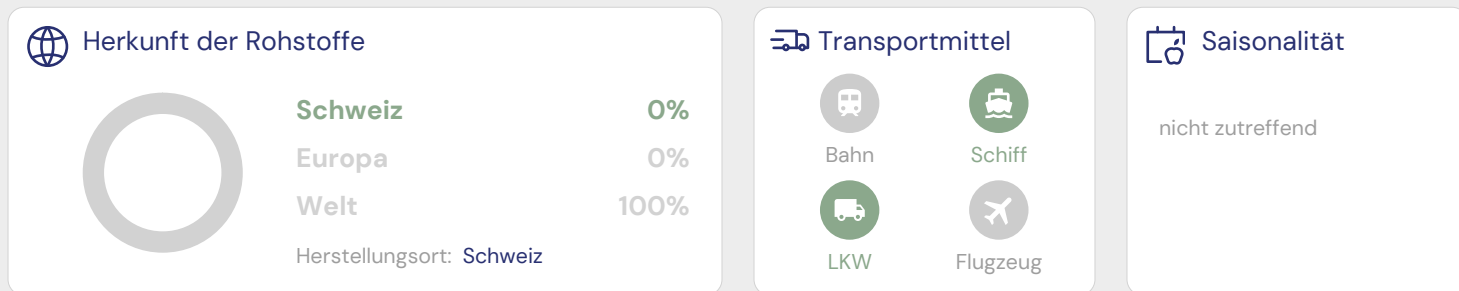 Herkunft der Rohstoffe
Schweiz 0%
Europa 0%
Welt 100%
Herstellungsort: Schweiz
Transportmittel
Bahn Schiff
LKW Flugzeug
Saisonalität
nicht zutreffend